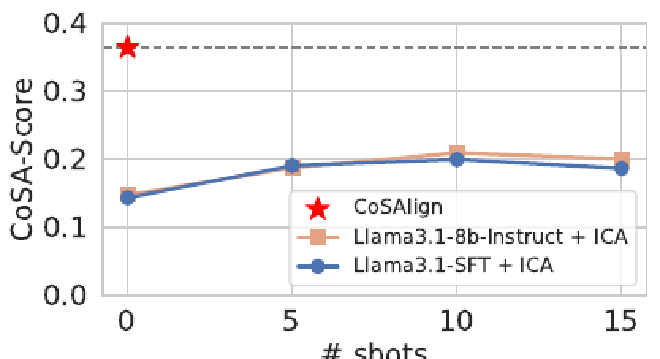 0.4
0.3
0.2
0.1
0.0
CoSA-Score
CoSAlign
Llama3.1-8b-Instruct + ICA
Llama3.1-SFT + ICA
0 5 10 15
# shots